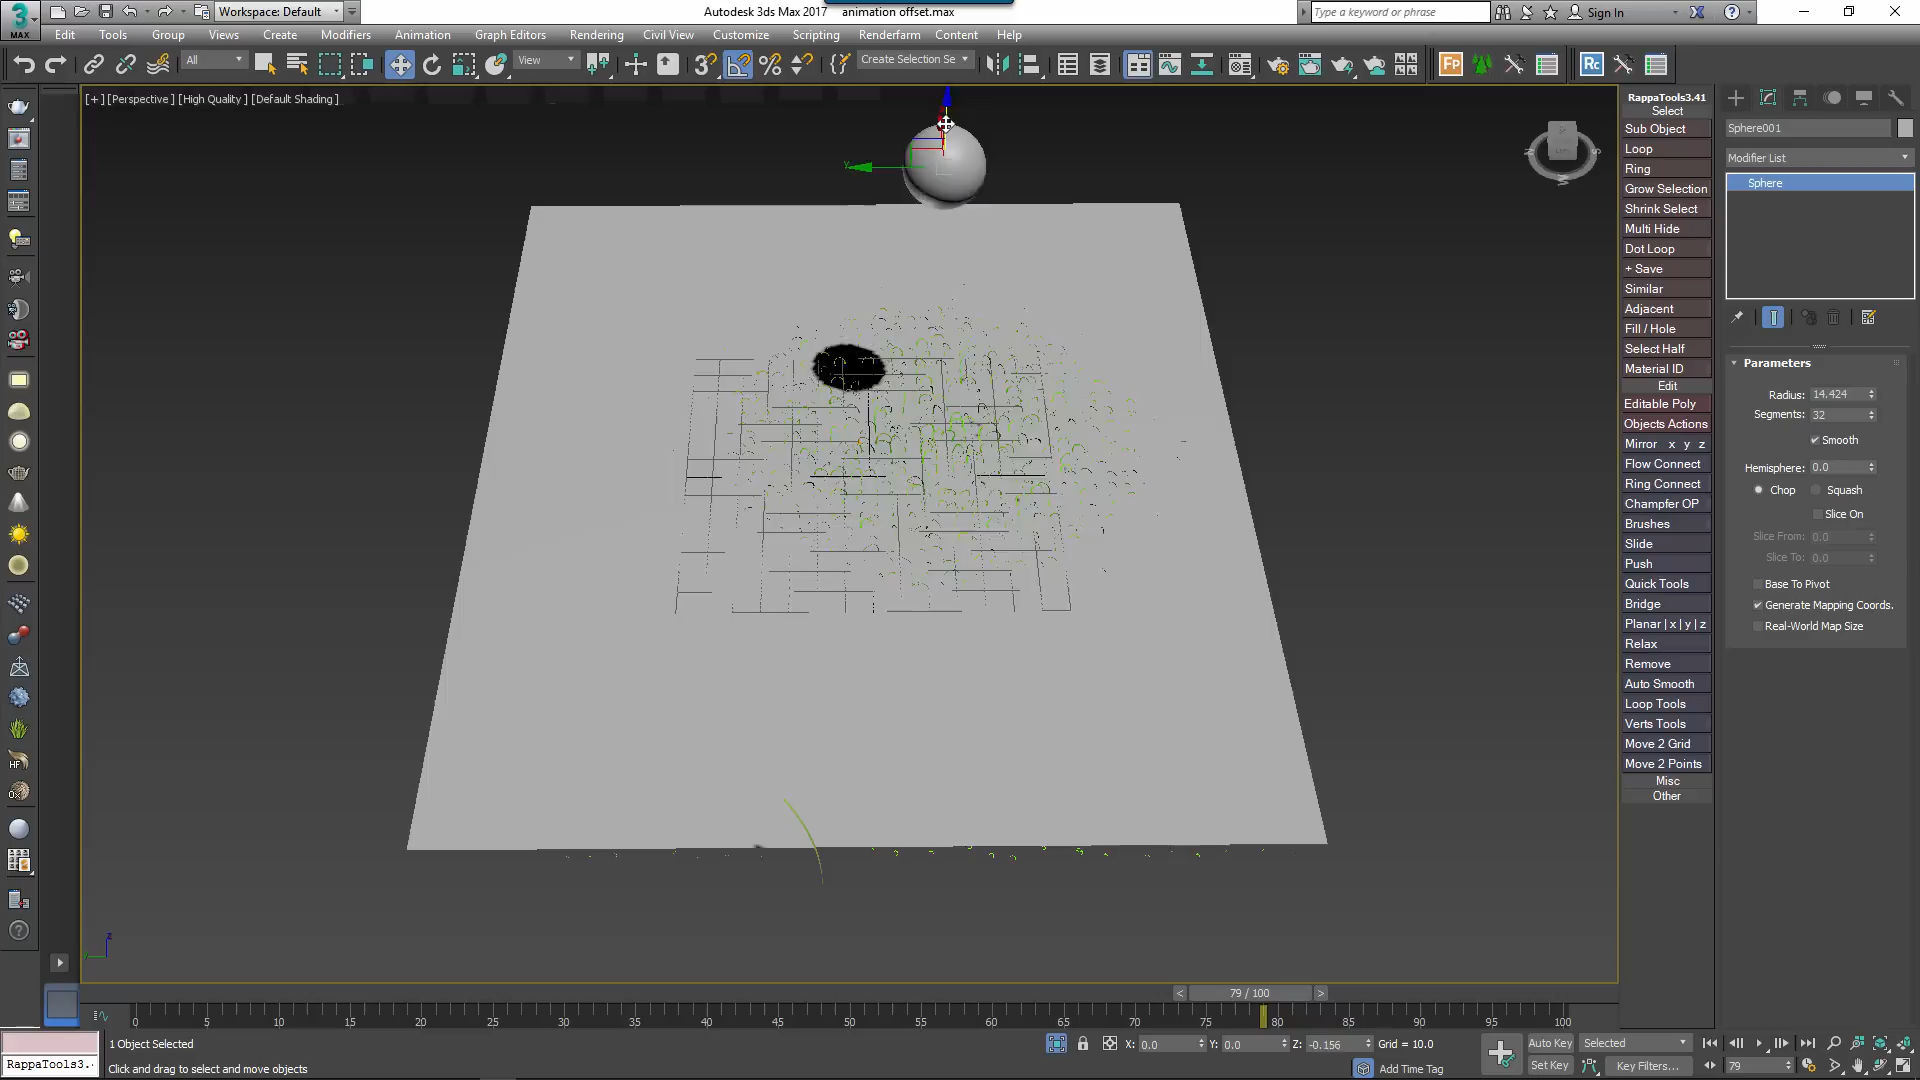 Workspace: Default
Autodesk 3ds Max 2017    animation offset.max
Type a keyword or phrase
Sign In
3
MAX
Edit
Tools
Group
Views
Create
Modifiers
Animation
Graph Editors
Rendering
Civil View
Customize
Scripting
Renderfarm
Content
Help
All
View
3
Create Selection Se
Fp
Rc
[+] [Perspective] [High Quality] [Default Shading]
RappaTools3.41
Select
Sub Object
Loop
Ring
Grow Selection
Shrink Select
Multi Hide
Dot Loop
+ Save
Similar
Adjacent
Fill / Hole
Select Half
Material ID
Edit
Editable Poly
Objects Actions
Mirror x y z
Flow Connect
Ring Connect
Champfer OP
Brushes
Slide
Push
Quick Tools
Bridge
Planar | x | y | z
Relax
Remove
Auto Smooth
Loop Tools
Verts Tools
Move 2 Grid
Move 2 Points
Misc
Other
Sphere001
Modifier List
Sphere
Parameters
Radius: 14.424
Segments: 32
Smooth
Hemisphere: 0.0
Chop
Squash
Slice On
Slice From: 0.0
Slice To: 0.0
Base To Pivot
Generate Mapping Coords.
Real-World Map Size
HF
y
z
< 79 / 100 >
0 5 10 15 20 25 30 35 40 45 50 55 60 65 70 75 80 85 90 95 100
1 Object Selected
X: 0.0
Y: 0.0
Z: -0.156
Grid = 10.0
Auto Key
Selected
RappaTools3.
Click and drag to select and move objects
Add Time Tag
Set Key
Key Filters...
79